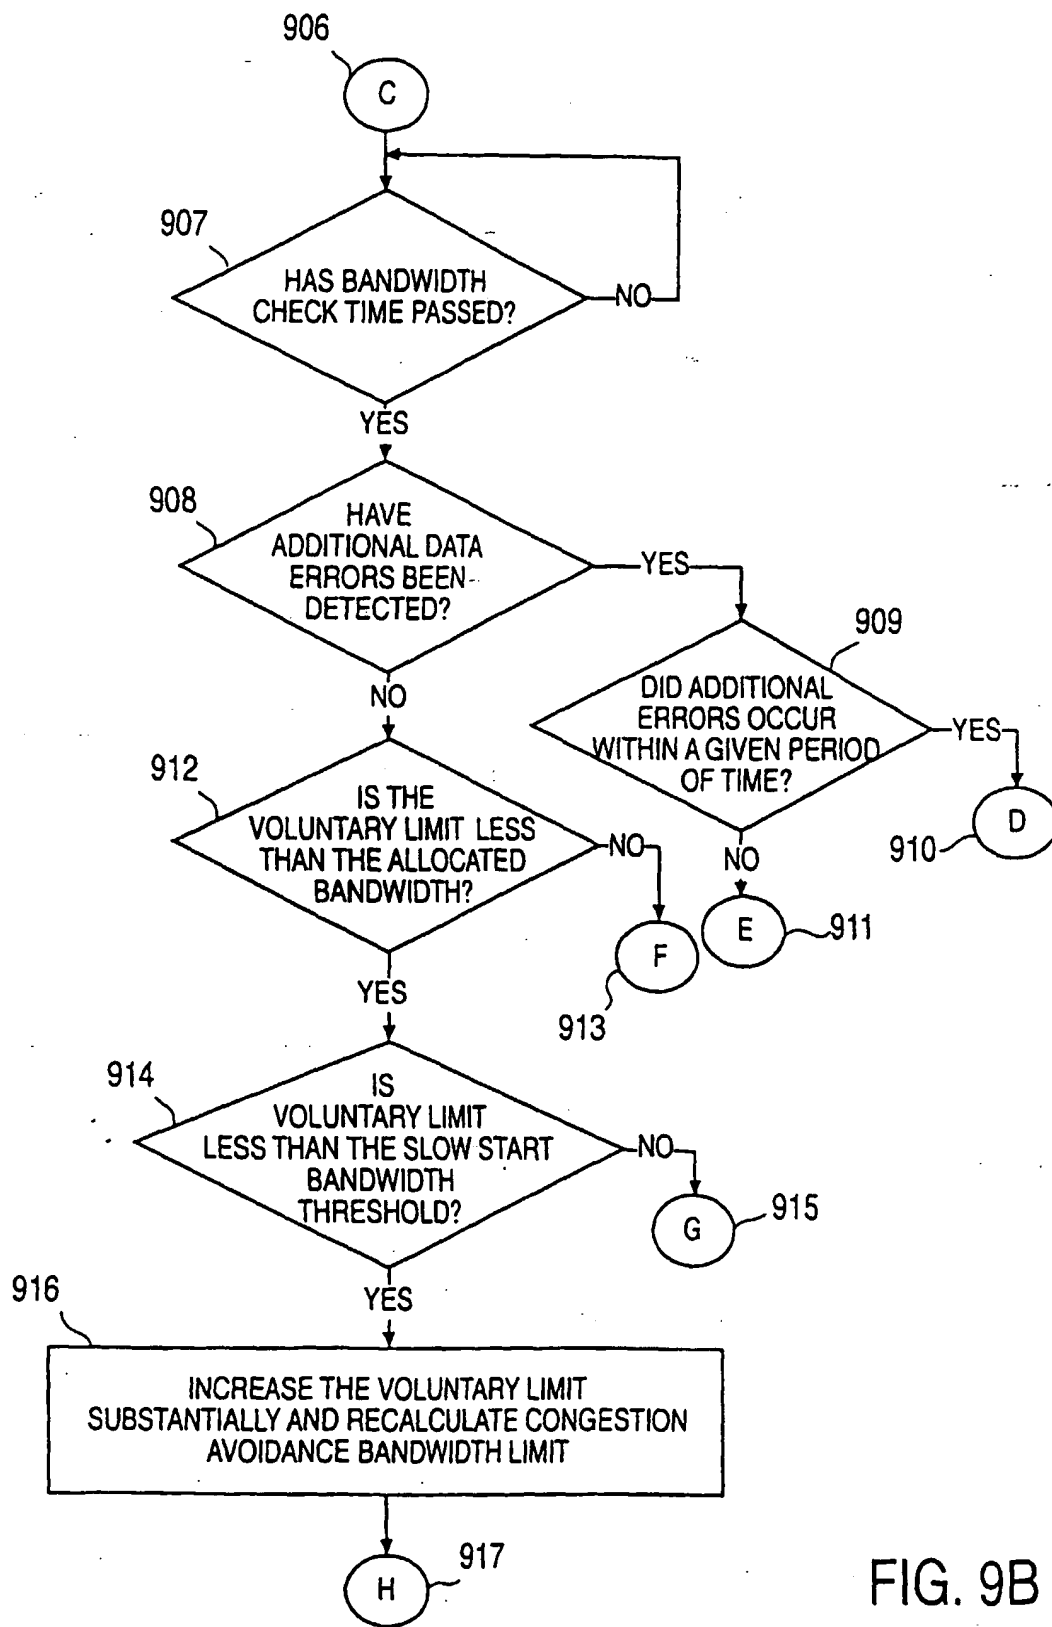 906
C
907
HAS BANDWIDTH
CHECK TIME PASSED?
NO
YES
908
HAVE
ADDITIONAL DATA
ERRORS BEEN
DETECTED?
YES
909
DID ADDITIONAL
ERRORS OCCUR
WITHIN A GIVEN PERIOD
OF TIME?
YES
D
910
NO
E
911
NO
912
IS THE
VOLUNTARY LIMIT LESS
THAN THE ALLOCATED
BANDWIDTH?
NO
F
913
YES
914
IS
VOLUNTARY LIMIT
LESS THAN THE SLOW START
BANDWIDTH
THRESHOLD?
NO
G
915
YES
916
INCREASE THE VOLUNTARY LIMIT
SUBSTANTIALLY AND RECALCULATE CONGESTION
AVOIDANCE BANDWIDTH LIMIT
H
917
FIG. 9B